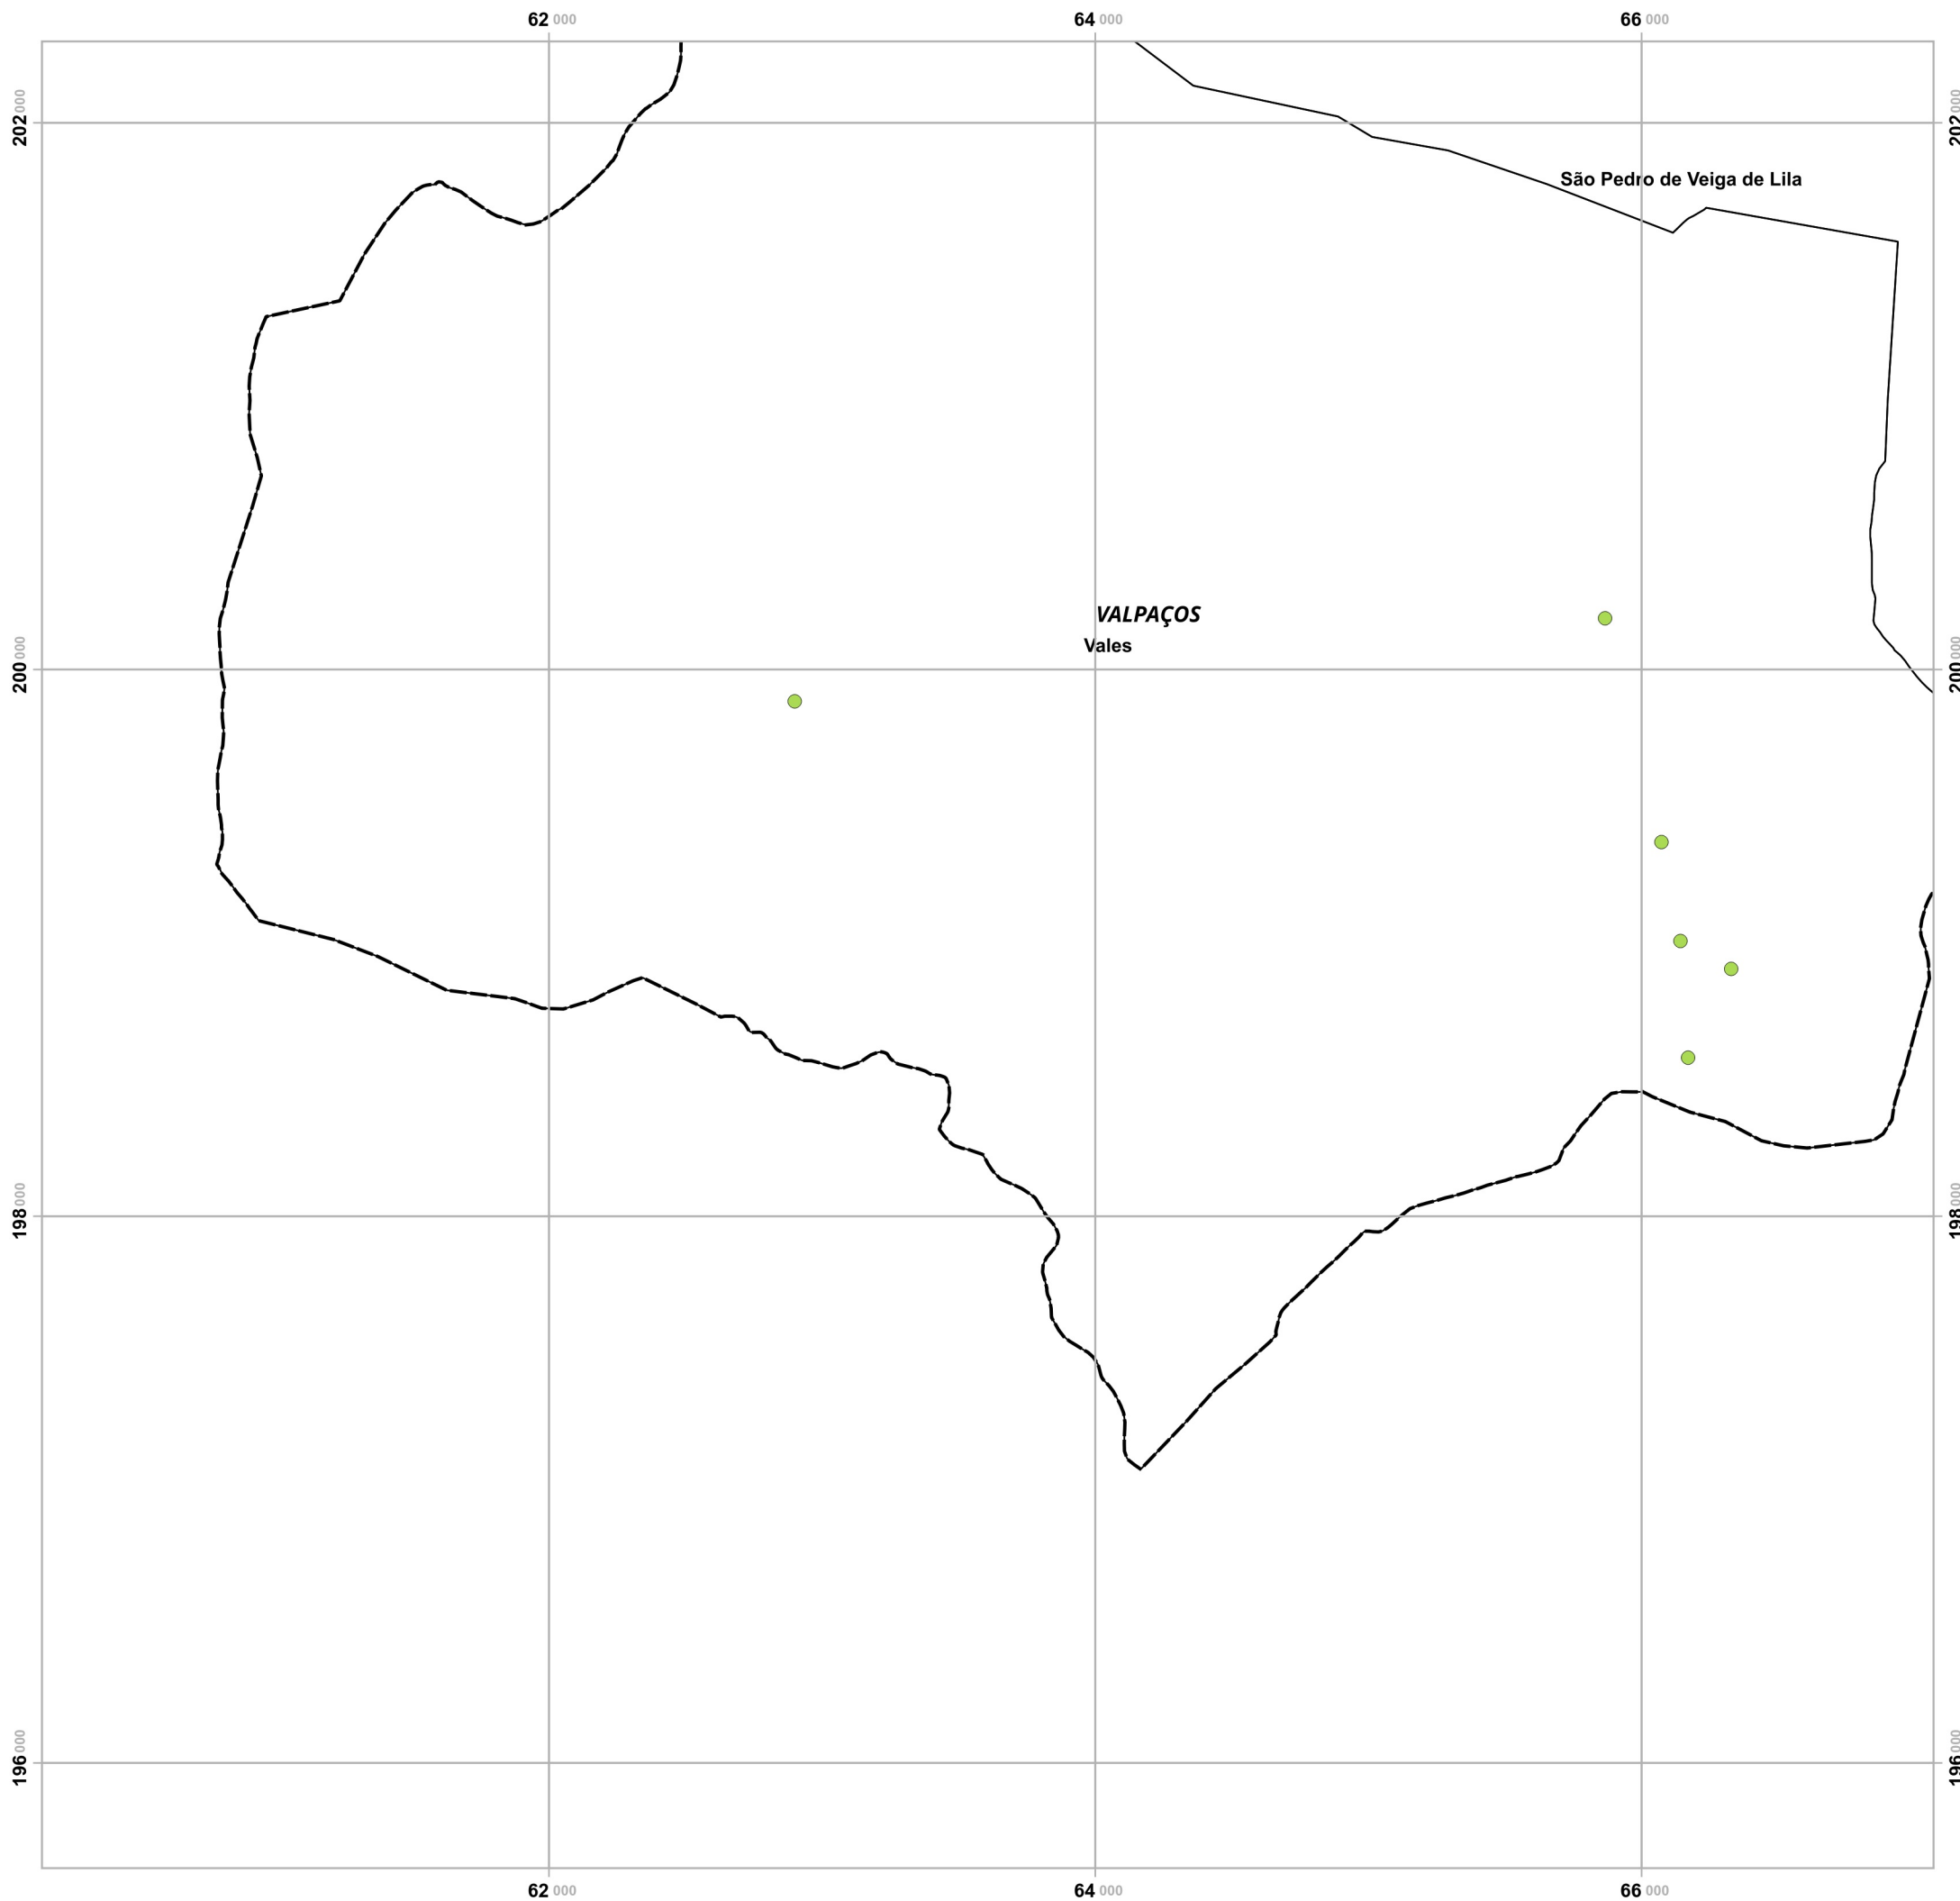 62 000 64 000 66 000
202 000 202 000
São Pedro de Veiga de Lila
VALPAÇOS
Vales
200 000 200 000
198 000 198 000
196 000 196 000
62 000 64 000 66 000